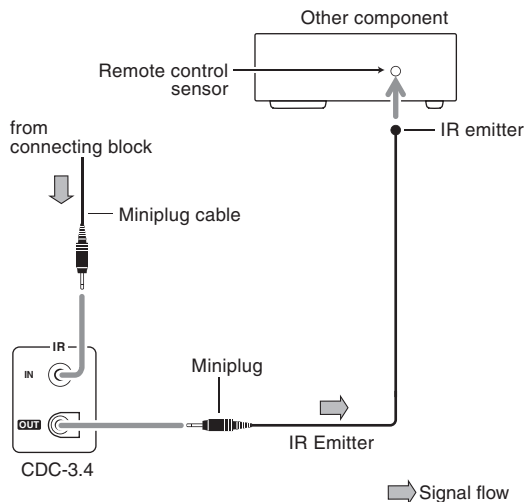 Other component
Remote control
sensor
from
connecting block
IR emitter
Miniplug cable
IR
IN
Miniplug
OUT
IR Emitter
CDC-3.4
Signal flow